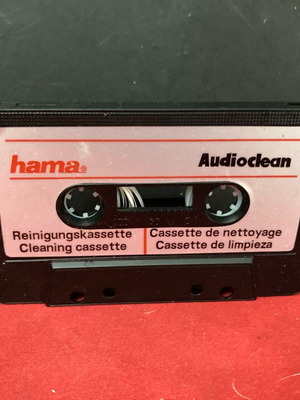 hama®
Audioclean
Reinigungskassette
Cleaning cassette
Cassette de nettoyage
Cassette de limpieza